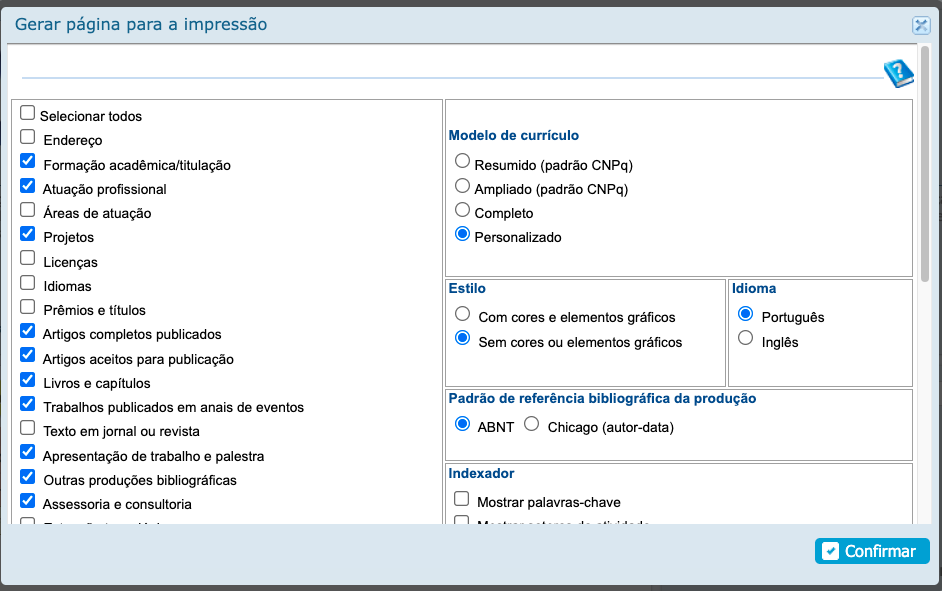 Gerar página para a impressão
Selecionar todos
Endereço
Formação acadêmica/titulação
Atuação profissional
Áreas de atuação
Projetos
Licenças
Idiomas
Prêmios e títulos
Artigos completos publicados
Artigos aceitos para publicação
Livros e capítulos
Trabalhos publicados em anais de eventos
Texto em jornal ou revista
Apresentação de trabalho e palestra
Outras produções bibliográficas
Assessoria e consultoria
Modelo de currículo
Resumido (padrão CNPq)
Ampliado (padrão CNPq)
Completo
Personalizado
Estilo
Com cores e elementos gráficos
Sem cores ou elementos gráficos
Idioma
Português
Inglês
Padrão de referência bibliográfica da produção
ABNT Chicago (autor-data)
Indexador
Mostrar palavras-chave
Confirmar